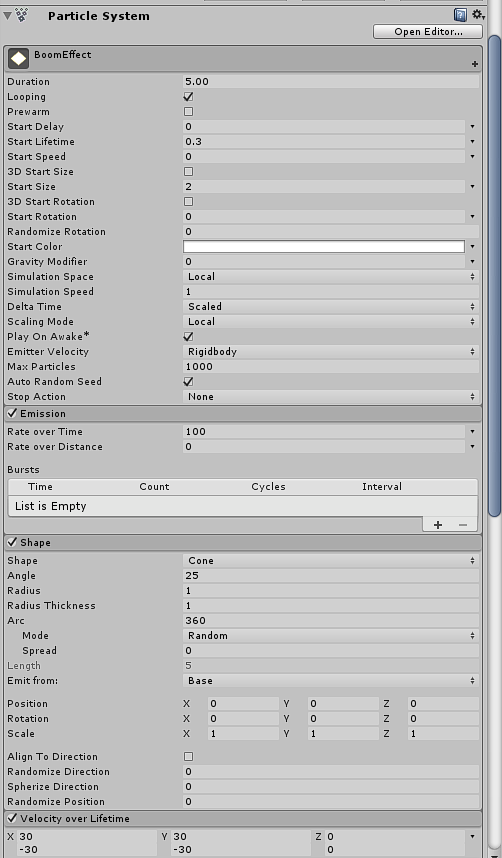 Particle System
Open Editor...
BoomEffect
Duration 5.00
Looping
Prewarm
Start Delay 0
Start Lifetime 0.3
Start Speed 0
3D Start Size
Start Size 2
3D Start Rotation
Start Rotation 0
Randomize Rotation 0
Start Color
Gravity Modifier 0
Simulation Space Local
Simulation Speed 1
Delta Time Scaled
Scaling Mode Local
Play On Awake*
Emitter Velocity Rigidbody
Max Particles 1000
Auto Random Seed
Stop Action None
Emission
Rate over Time 100
Rate over Distance 0
Bursts
Time Count Cycles Interval
List is Empty
Shape
Shape Cone
Angle 25
Radius 1
Radius Thickness 1
Arc 360
Mode Random
Spread 0
Length 5
Emit from: Base
Position X 0 Y 0 Z 0
Rotation X 0 Y 0 Z 0
Scale X 1 Y 1 Z 1
Align To Direction
Randomize Direction 0
Spherize Direction 0
Randomize Position 0
Velocity over Lifetime
X 30 Y 30 Z 0
-30 -30 0